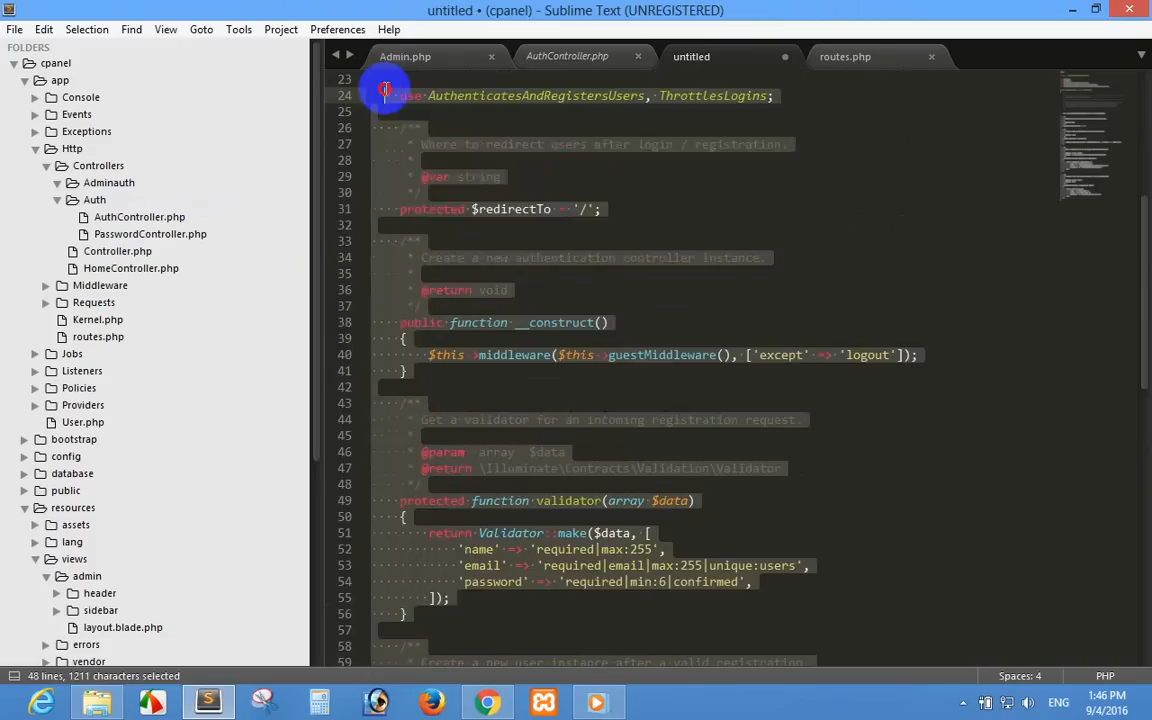 untitled • (cpanel) - Sublime Text (UNREGISTERED)
File Edit Selection Find View Goto Tools Project Preferences Help
FOLDERS
cpanel
app
Console
Events
Exceptions
Http
Controllers
Adminauth
Auth
AuthController.php
PasswordController.php
Controller.php
HomeController.php
Middleware
Requests
Kernel.php
routes.php
Jobs
Listeners
Policies
Providers
User.php
bootstrap
config
database
public
resources
assets
lang
views
admin
header
sidebar
layout.blade.php
errors
vendor
Admin.php AuthController.php untitled routes.php
23
24 use AuthenticatesAndRegistersUsers, ThrottlesLogins;
25
26 /**
27 * Where to redirect users after login / registration.
28 *
29 * @var string
30 */
31 protected $redirectTo = '/';
32
33 /**
34 * Create a new authentication controller instance.
35 *
36 * @return void
37 */
38 public function __construct()
39 {
40 $this->middleware($this->guestMiddleware(), ['except' => 'logout']);
41 }
42
43 /**
44 * Get a validator for an incoming registration request.
45 *
46 * @param array $data
47 * @return \Illuminate\Contracts\Validation\Validator
48 */
49 protected function validator(array $data)
50 {
51 return Validator::make($data, [
52 'name' => 'required|max:255',
53 'email' => 'required|email|max:255|unique:users',
54 'password' => 'required|min:6|confirmed',
55 ]);
56 }
57
58 /**
59 * Create a new user instance after a valid registration
48 lines, 1211 characters selected Spaces: 4 PHP
ENG 1:46 PM
9/4/2016